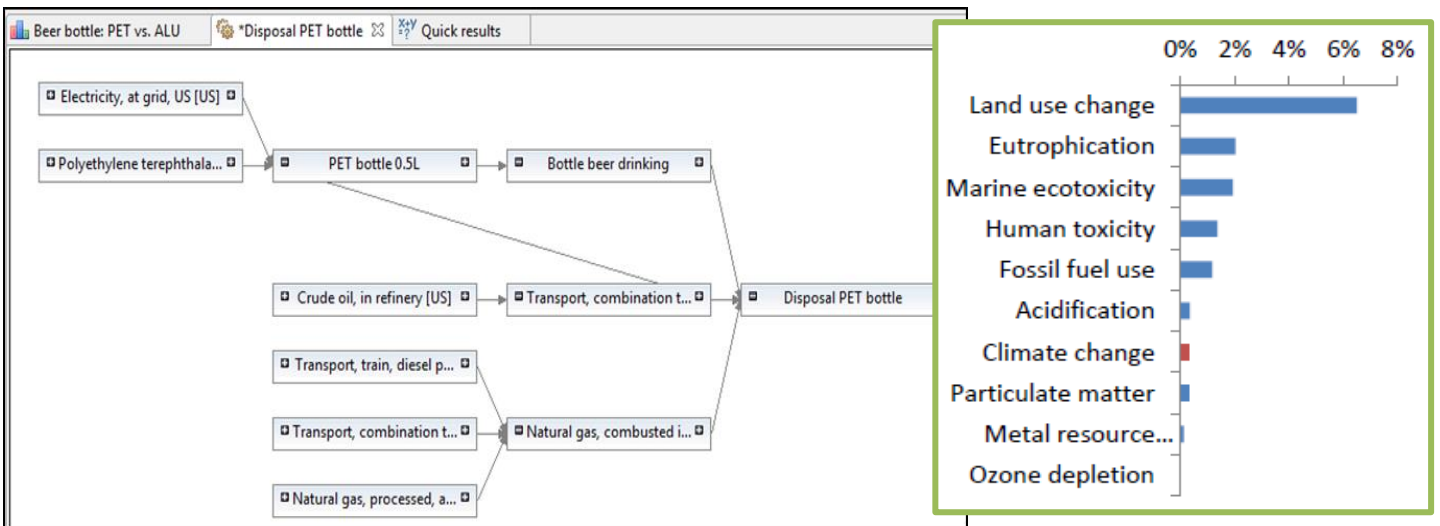 Beer bottle: PET vs. ALU
*Disposal PET bottle
X+Y =?
Quick results
Electricity, at grid, US [US]
Polyethylene terephthala...
PET bottle 0.5L
Bottle beer drinking
Crude oil, in refinery [US]
Transport, combination t...
Disposal PET bottle
Transport, train, diesel p...
Transport, combination t...
Natural gas, combusted i...
Natural gas, processed, a...
0% 2% 4% 6% 8%
Land use change
Eutrophication
Marine ecotoxicity
Human toxicity
Fossil fuel use
Acidification
Climate change
Particulate matter
Metal resource...
Ozone depletion